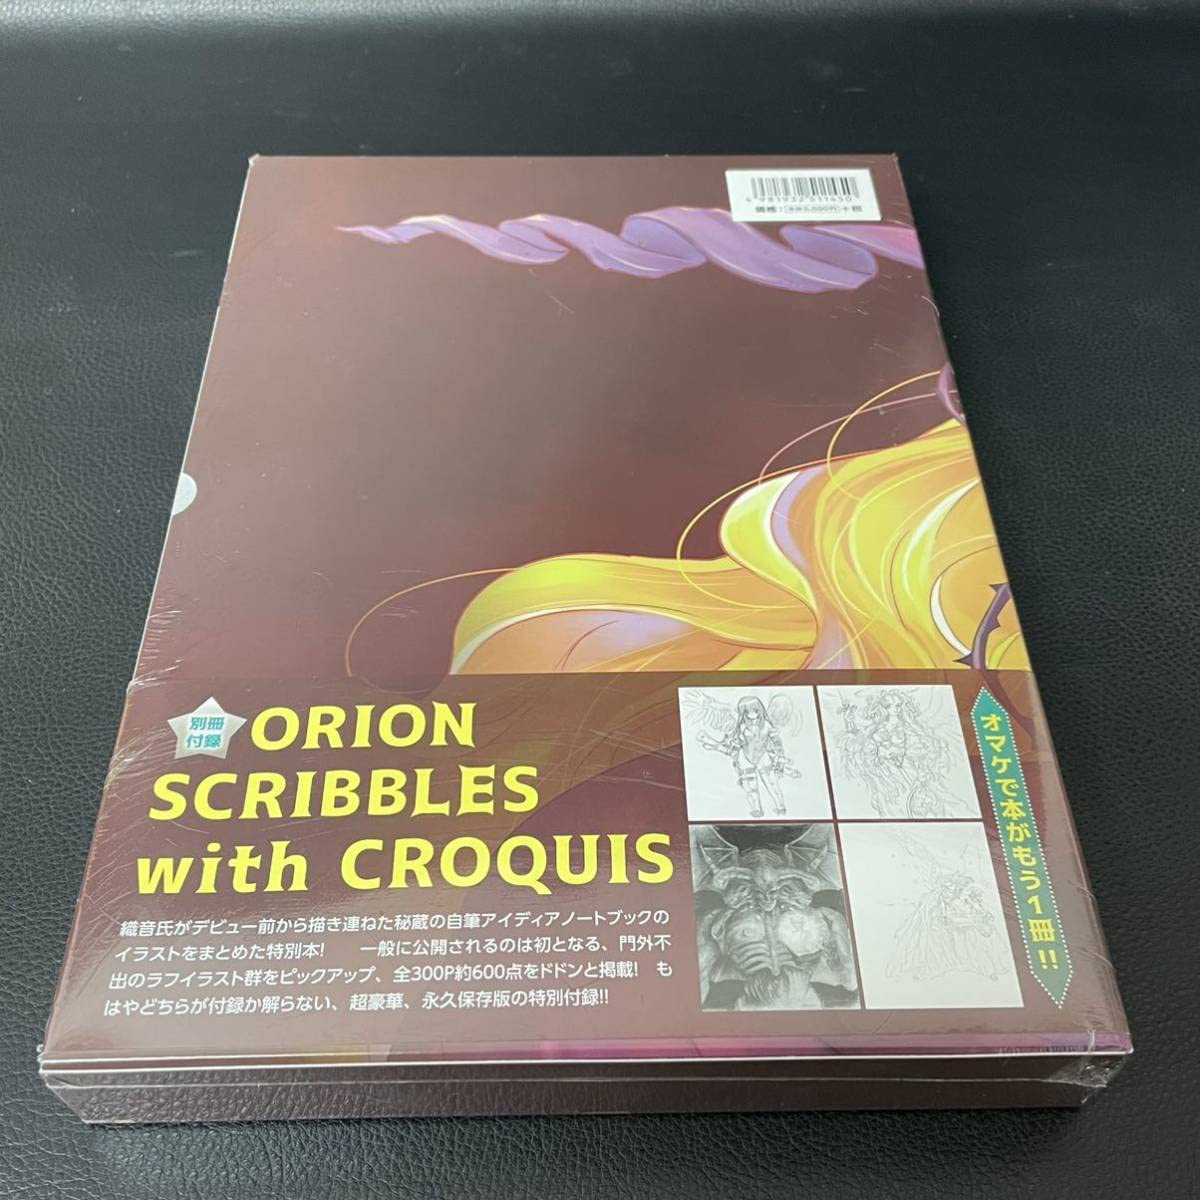 4 981932 511450
別冊
付録
ORION
SCRIBBLES
with CROQUIS
織音氏がデビュー前から描き連ねた秘蔵の自筆アイディアノートブックの
イラストをまとめた特別本! 一般に公開されるのは初となる、門外不
出のラフイラスト群をピックアップ、全300P約600点をドドンと掲載! も
はやどちらが付録か解らない、超豪華、永久保存版の特別付録!!
オマケで本がもう1冊!!